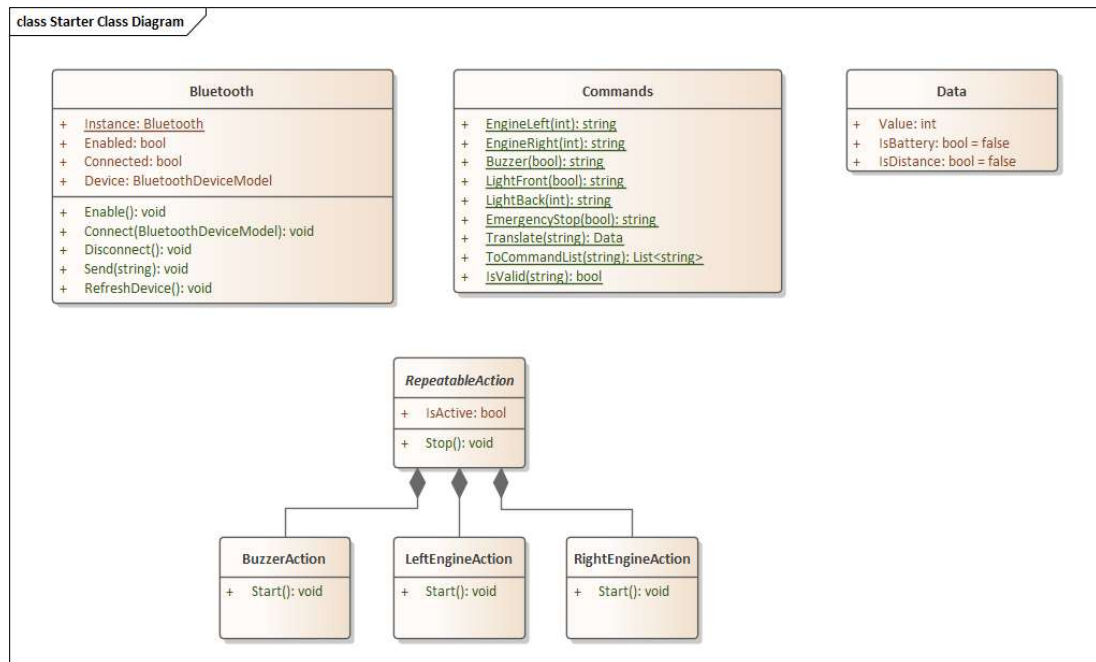 class Starter Class Diagram
Bluetooth
+ Instance: Bluetooth
+ Enabled: bool
+ Connected: bool
+ Device: BluetoothDeviceModel
+ Enable(): void
+ Connect(BluetoothDeviceModel): void
+ Disconnect(): void
+ Send(string): void
+ RefreshDevice(): void
Commands
+ EngineLeft(int): string
+ EngineRight(int): string
+ Buzzer(bool): string
+ LightFront(bool): string
+ LightBack(int): string
+ EmergencyStop(bool): string
+ Translate(string): Data
+ ToCommandList(string): List<string>
+ IsValid(string): bool
Data
+ Value: int
+ IsBattery: bool = false
+ IsDistance: bool = false
RepeatableAction
+ IsActive: bool
+ Stop(): void
BuzzerAction
+ Start(): void
LeftEngineAction
+ Start(): void
RightEngineAction
+ Start(): void